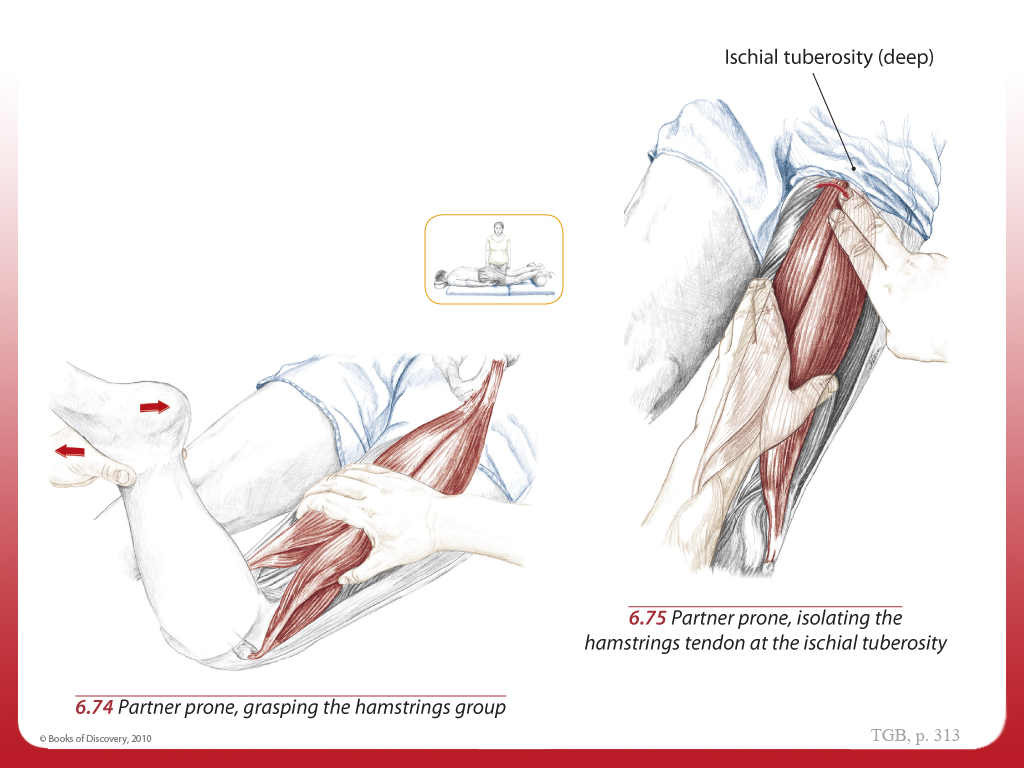 Ischial tuberosity (deep)
6.75 Partner prone, isolating the
hamstrings tendon at the ischial tuberosity
6.74 Partner prone, grasping the hamstrings group
© Books of Discovery, 2010
TGB, p. 313